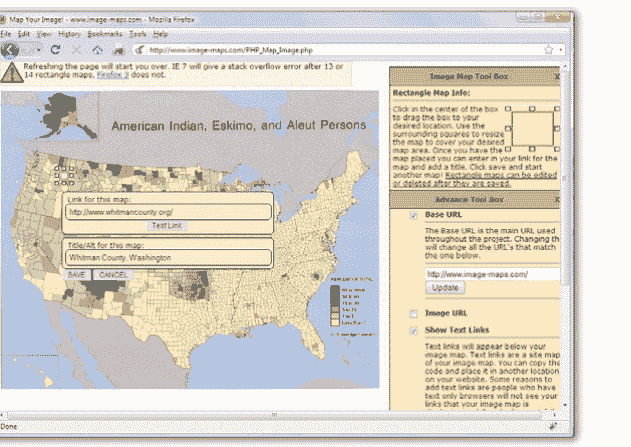 Map Your Image! - www.image-maps.com - Mozilla Firefox
File Edit View History Bookmarks Tools Help
http://www.image-maps.com/PHP_Map_Image.php
Refreshing the page will start you over. IE 7 will give a stack overflow error after 13 or
14 rectangle maps, Firefox 3 does not.
American Indian, Eskimo, and Aleut Persons
Link for this map:
http://www.whitmancounty.org/
Test Link
Title/Alt for this map:
Whitman County, Washington
SAVE CANCEL
Image Map Tool Box X
Rectangle Map Info:
Click in the center of the box
to drag the box to your
desired location. Use the
surrounding squares to resize
the map to cover your desired
map area. Once you have the
map placed you can enter in your link for the
map and add a title. Click save and start
another map! Rectangle maps can be edited
or deleted after they are saved.
Advance Tool Box X
Base URL
The Base URL is the main URL used
throughout the project. Changing th
will change all the URL's that match
the one below.
http://www.image-maps.com/
Update
Image URL
Show Text Links
Text links will appear below your
image map. Text links are a site map
of your image map. You can copy the
code and place it in another location
on your website. Some reasons to
add text links are people who have
text only browsers will not see your
links that your image map is
Done